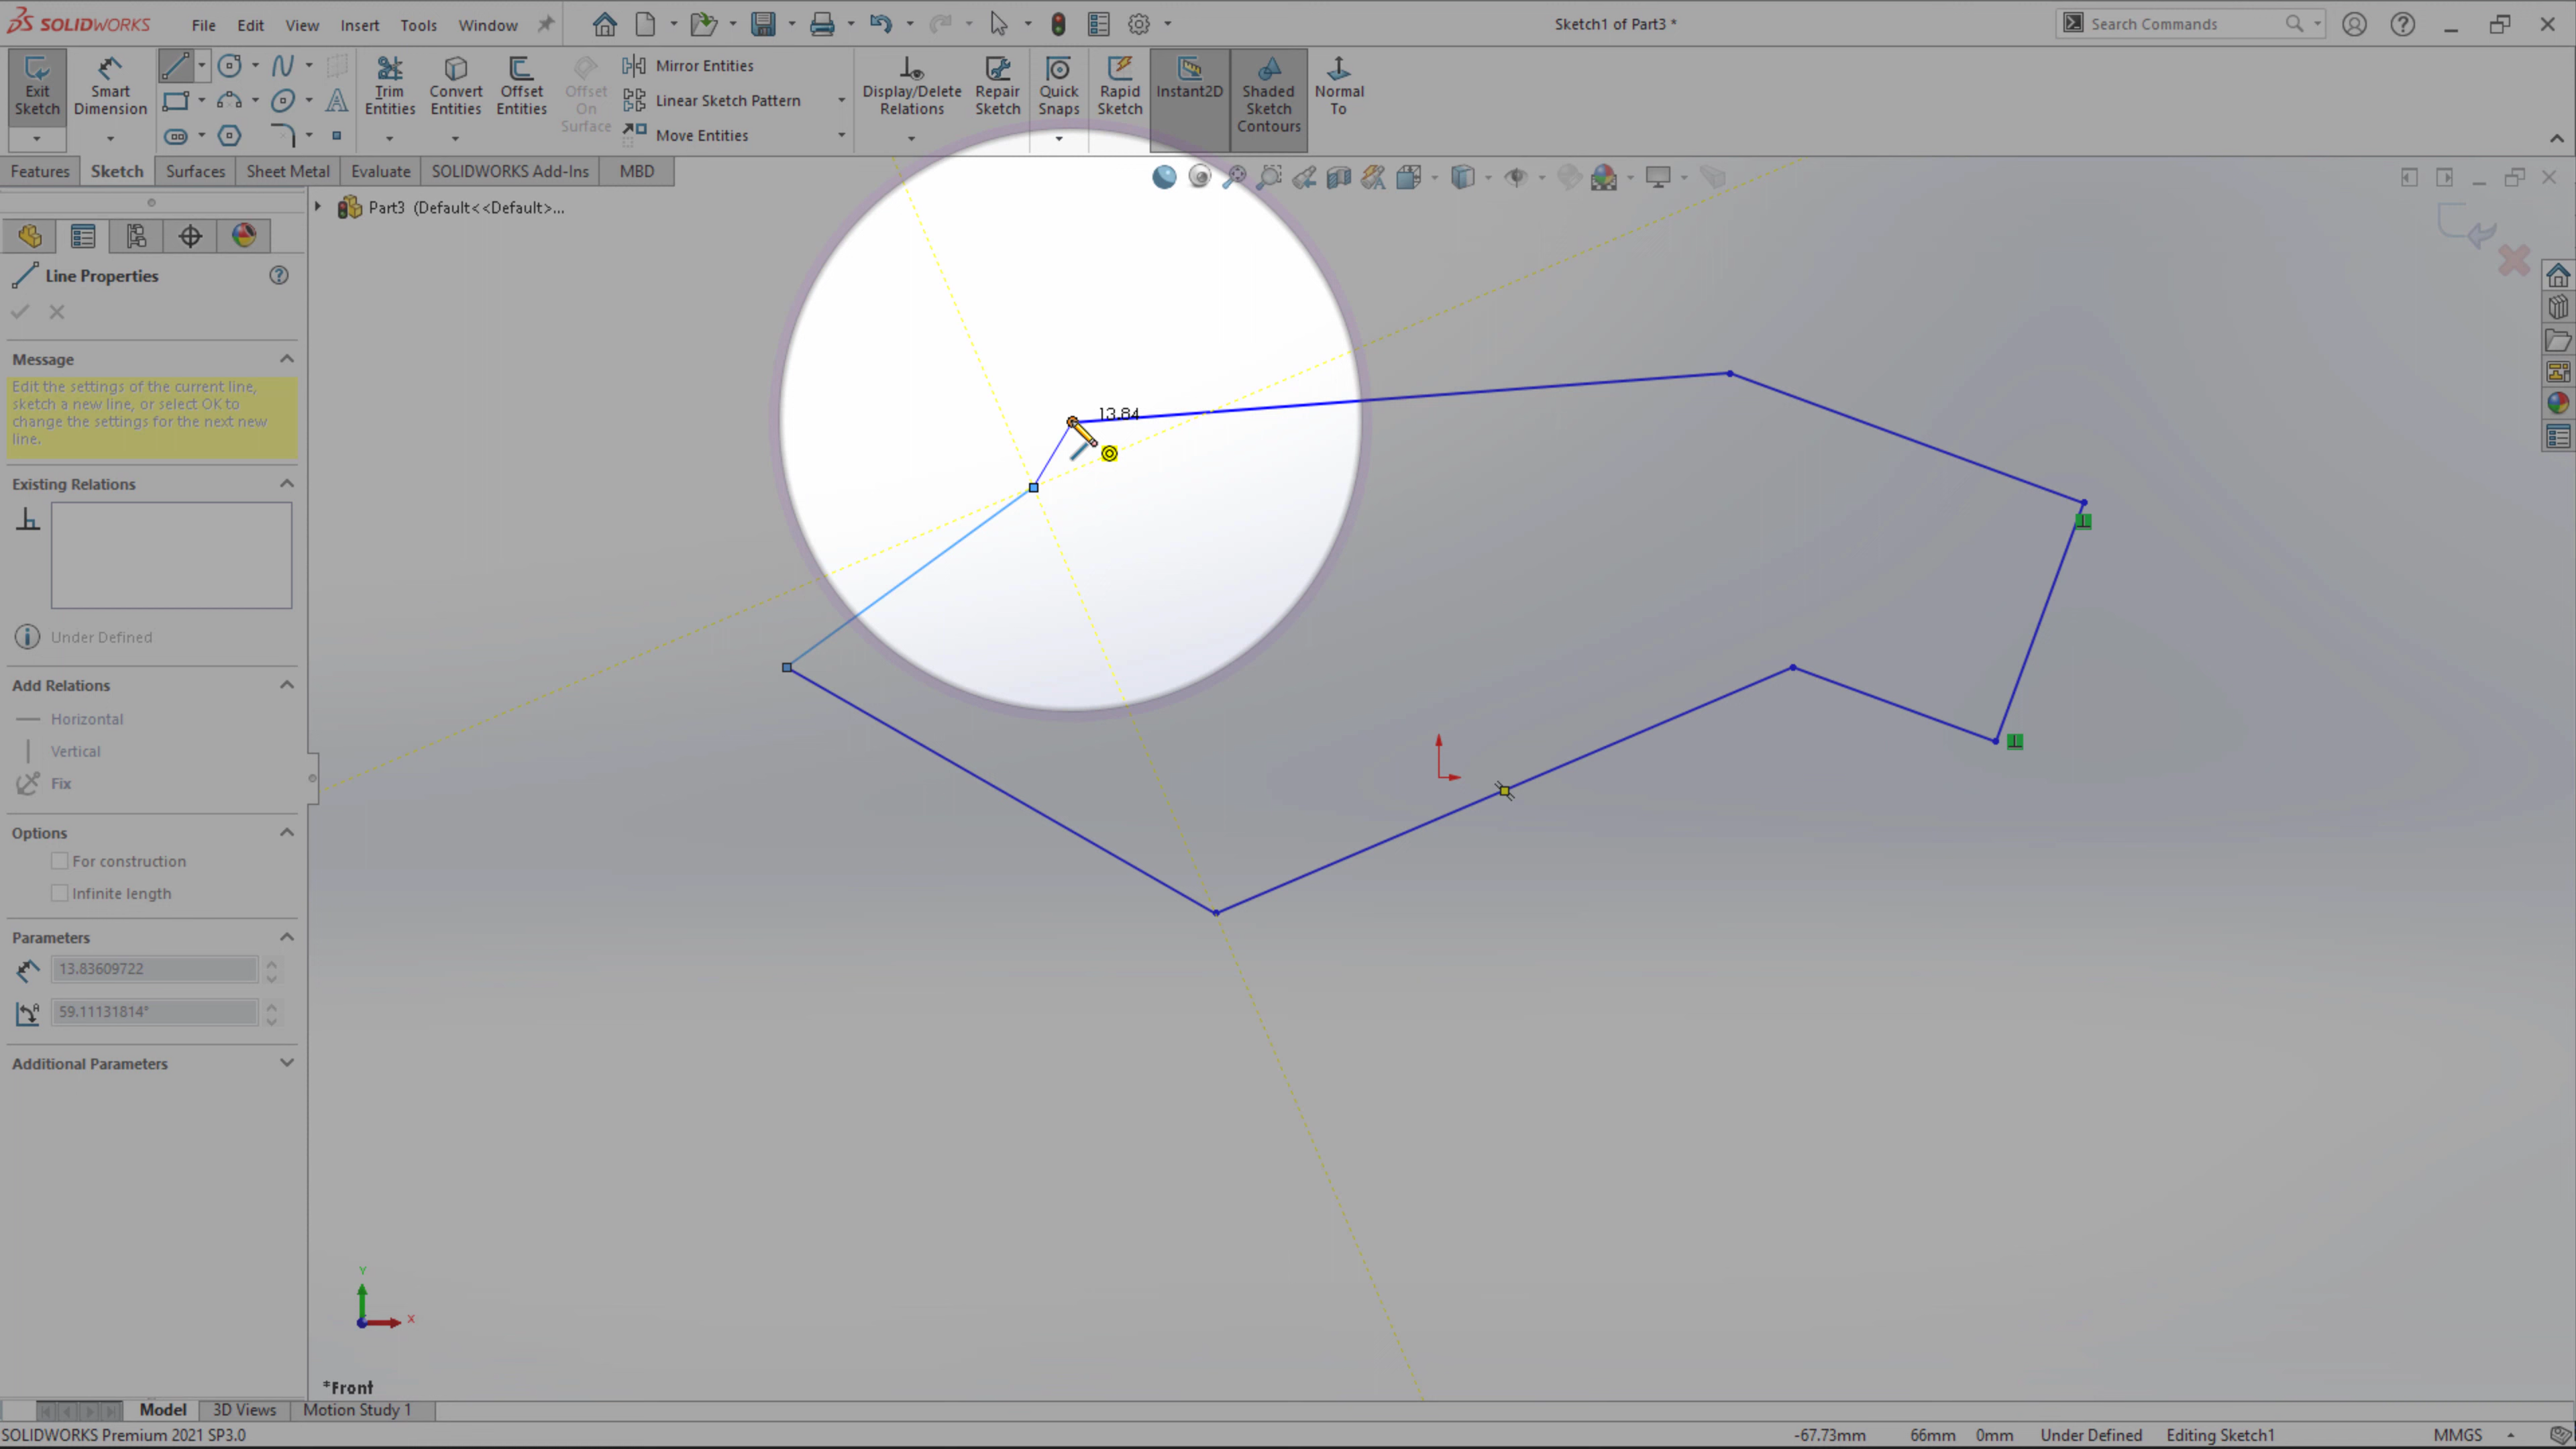 SOLIDWORKS File Edit View Insert Tools Window Sketch1 of Part3 * Search Commands
Exit Sketch
Smart Dimension
Trim Entities
Convert Entities
Offset Entities
Offset On Surface
Mirror Entities
Linear Sketch Pattern
Move Entities
Display/Delete Relations
Repair Sketch
Quick Snaps
Rapid Sketch
Instant2D
Shaded Sketch Contours
Normal To
Features Sketch Surfaces Sheet Metal Evaluate SOLIDWORKS Add-Ins MBD
Part3 (Default<<Default>...
Line Properties
Message
Edit the settings of the current line,
sketch a new line, or select OK to
change the settings for the next new
line.
Existing Relations
Under Defined
Add Relations
Horizontal
Vertical
Fix
Options
For construction
Infinite length
Parameters
13.83609722
59.11131814°
Additional Parameters
13.84
Y
X
*Front
Model 3D Views Motion Study 1
SOLIDWORKS Premium 2021 SP3.0 -67.73mm 66mm 0mm Under Defined Editing Sketch1 MMGS